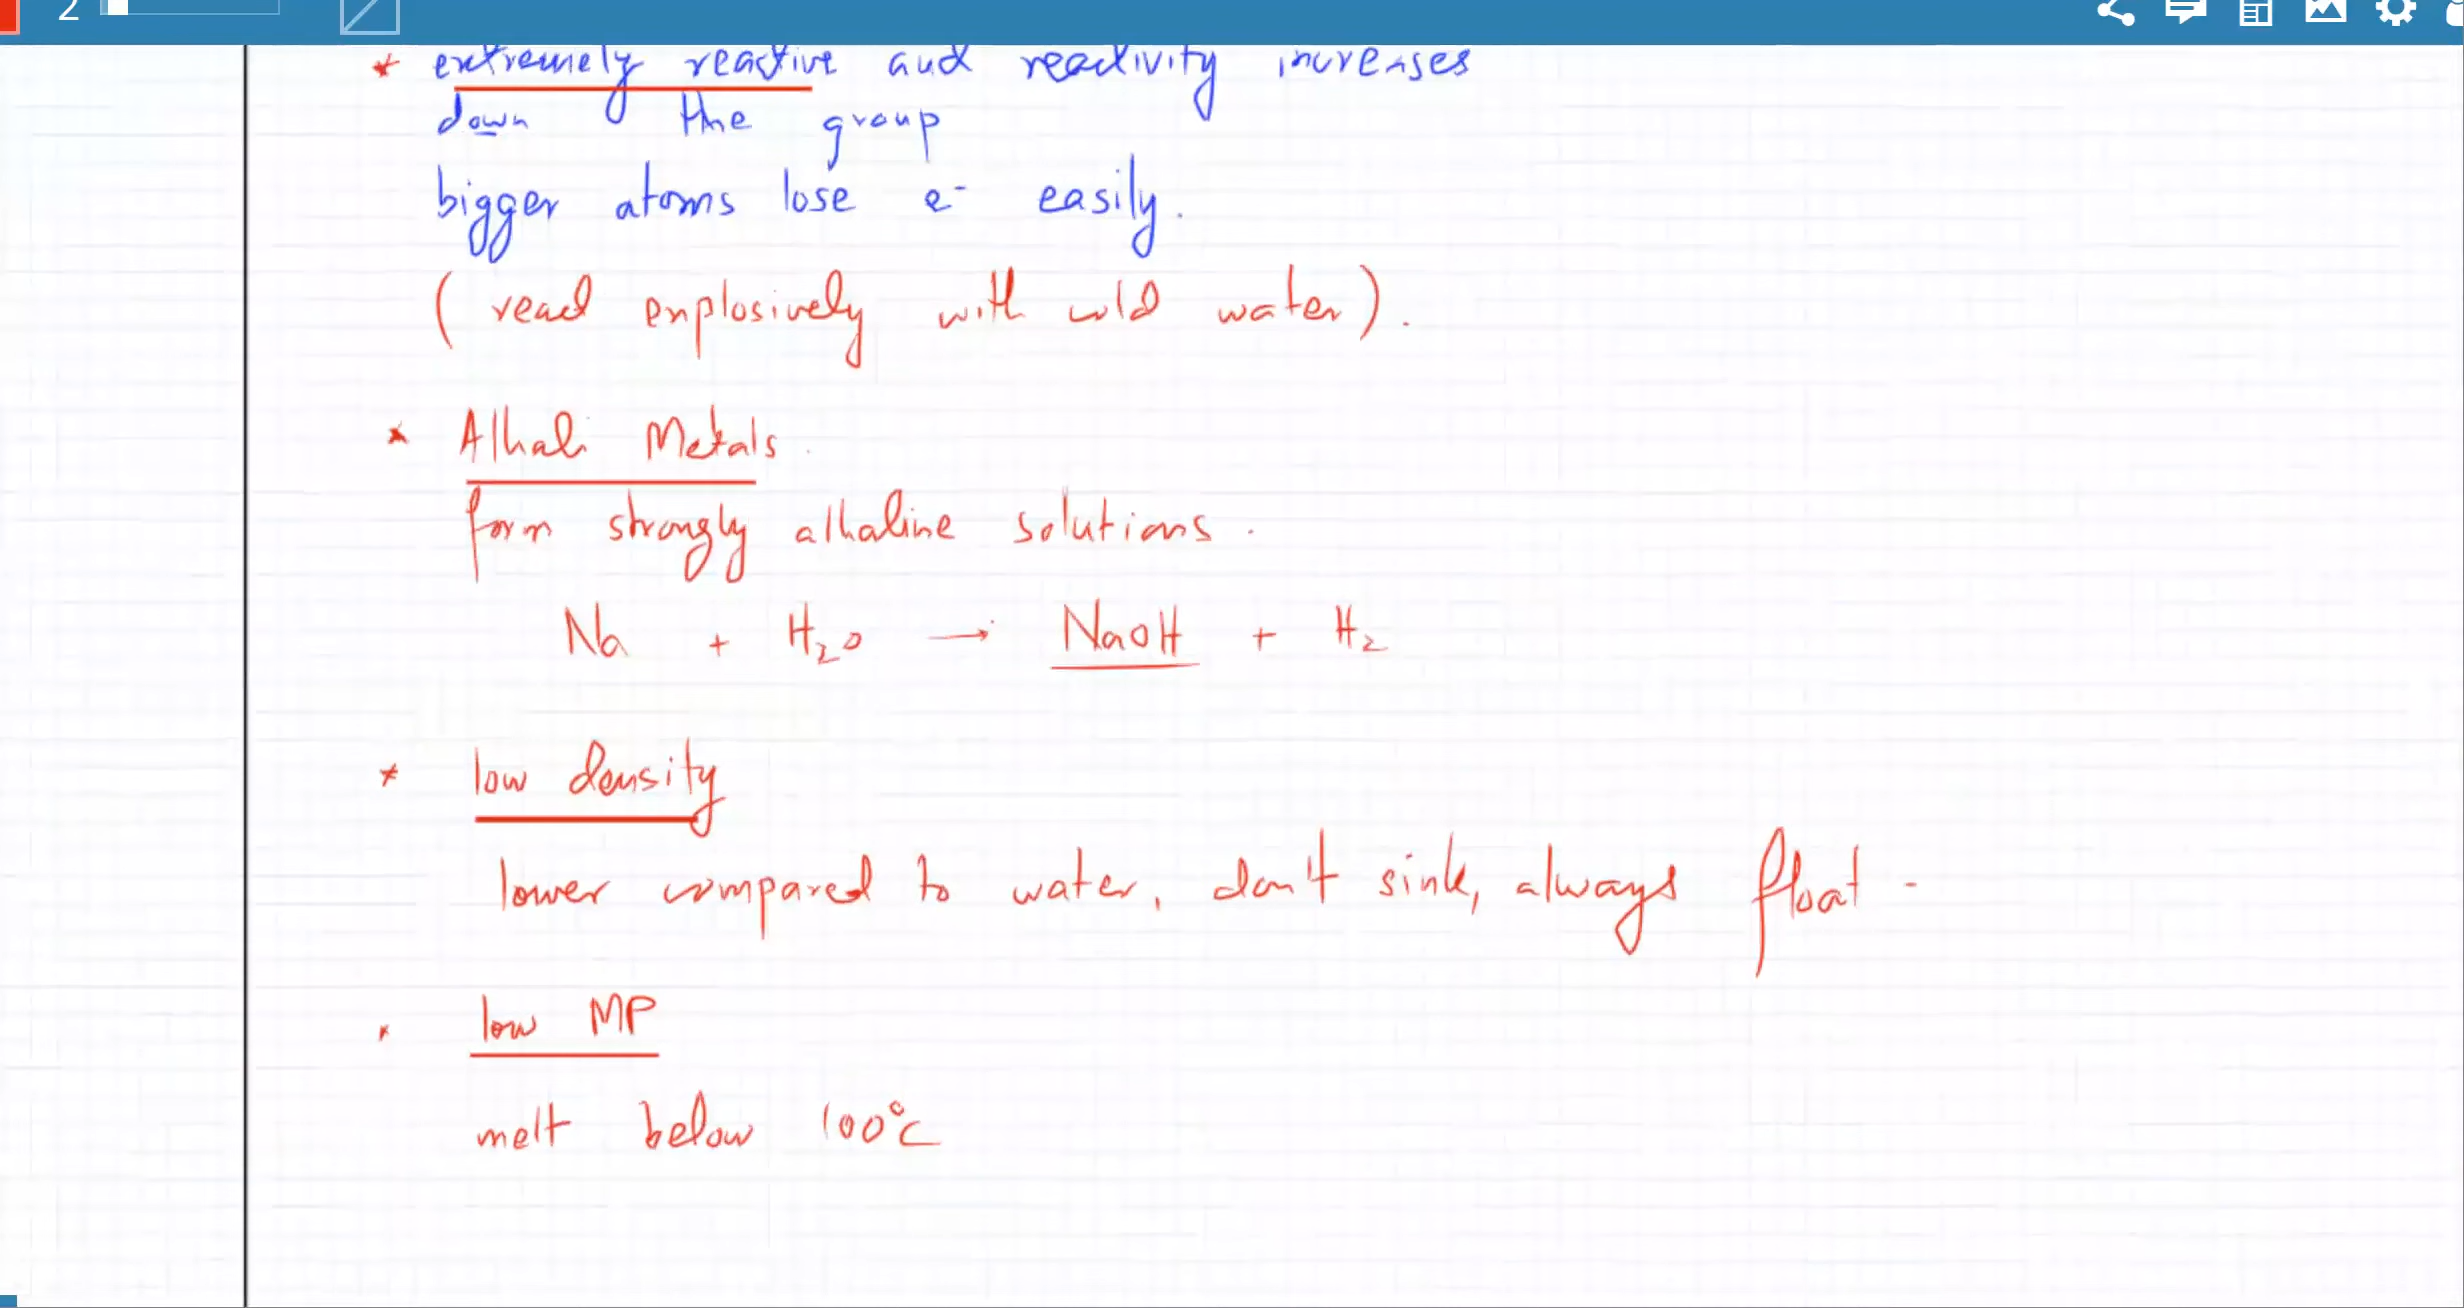 2
* extremely reactive and reactivity increases
down the group
bigger atoms lose e⁻ easily.
(react explosively with cold water).
* Alkali Metals.
form strongly alkaline solutions.
Na + H₂O → NaOH + H₂
* low density
lower compared to water, don't sink, always float.
* low MP
melt below 100°C